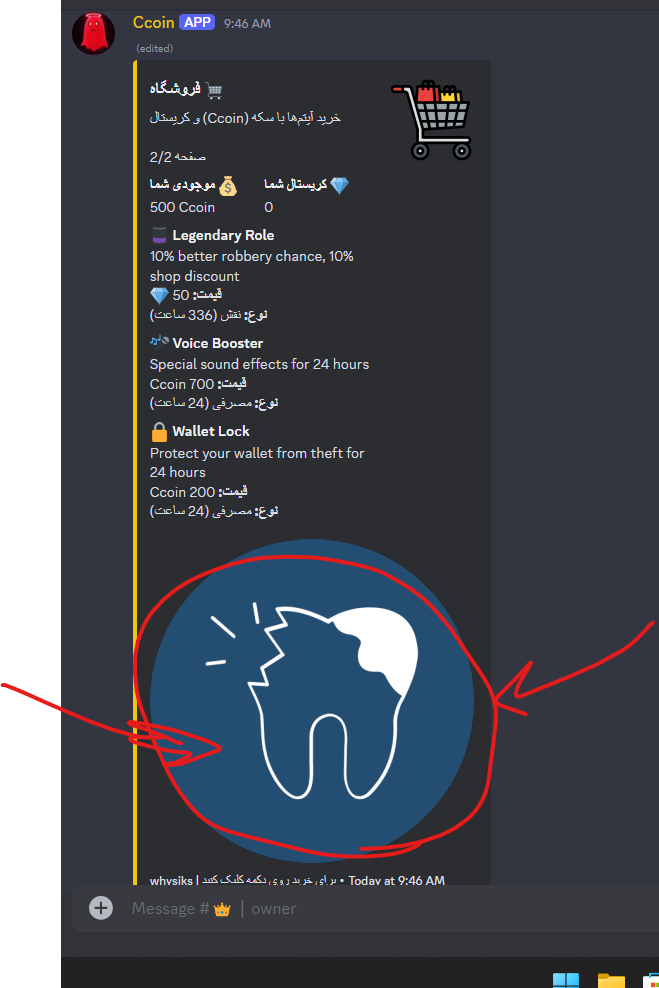 Ccoin APP 9:46 AM
(edited)
فروشگاه 🛒
خرید آیتم‌ها با سکه (Ccoin) و کریستال
صفحه 2/2
موجودی شما 💰 کریستال شما 💎
500 Ccoin 0
Legendary Role
10% better robbery chance, 10%
shop discount
قیمت: 50 💎
نوع: نقش (336 ساعت)
Voice Booster
Special sound effects for 24 hours
قیمت: 700 Ccoin
نوع: مصرفی (24 ساعت)
🔒 Wallet Lock
Protect your wallet from theft for
24 hours
قیمت: 200 Ccoin
نوع: مصرفی (24 ساعت)
whysiks | برای خرید روی دکمه کلیک کنید • Today at 9:46 AM
Message #👑 | owner